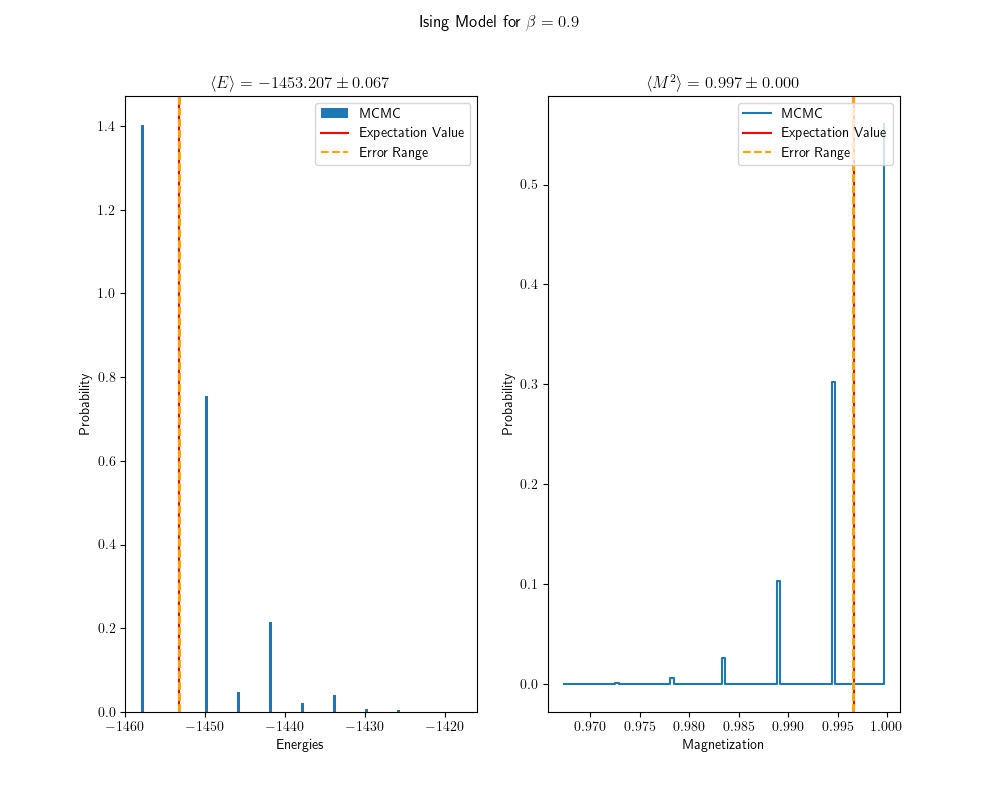 Ising Model for β = 0.9
⟨E⟩ = −1453.207 ± 0.067
MCMC
Expectation Value
Error Range
1.4
1.2
1.0
0.8
0.6
0.4
0.2
0.0
Probability
−1460
−1450
−1440
−1430
−1420
Energies
⟨M²⟩ = 0.997 ± 0.000
MCMC
Expectation Value
Error Range
0.5
0.4
0.3
0.2
0.1
0.0
Probability
0.970
0.975
0.980
0.985
0.990
0.995
1.000
Magnetization